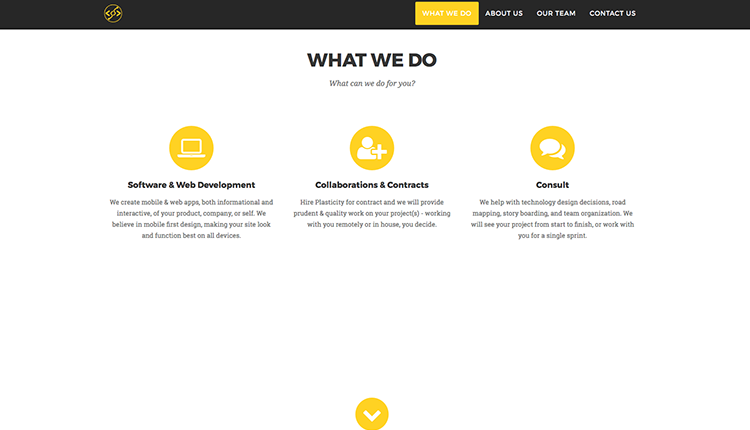 WHAT WE DO ABOUT US OUR TEAM CONTACT US
WHAT WE DO
What can we do for you?
Software & Web Development
We create mobile & web apps, both informational and
interactive, of your product, company, or self. We
believe in mobile first design, making your site look
and function best on all devices.
Collaborations & Contracts
Hire Plasticity for contract and we will provide
prudent & quality work on your project(s) - working
with you remotely or in house, you decide.
Consult
We help with technology design decisions, road
mapping, story boarding, and team organization. We
will see your project from start to finish, or work with
you for a single sprint.